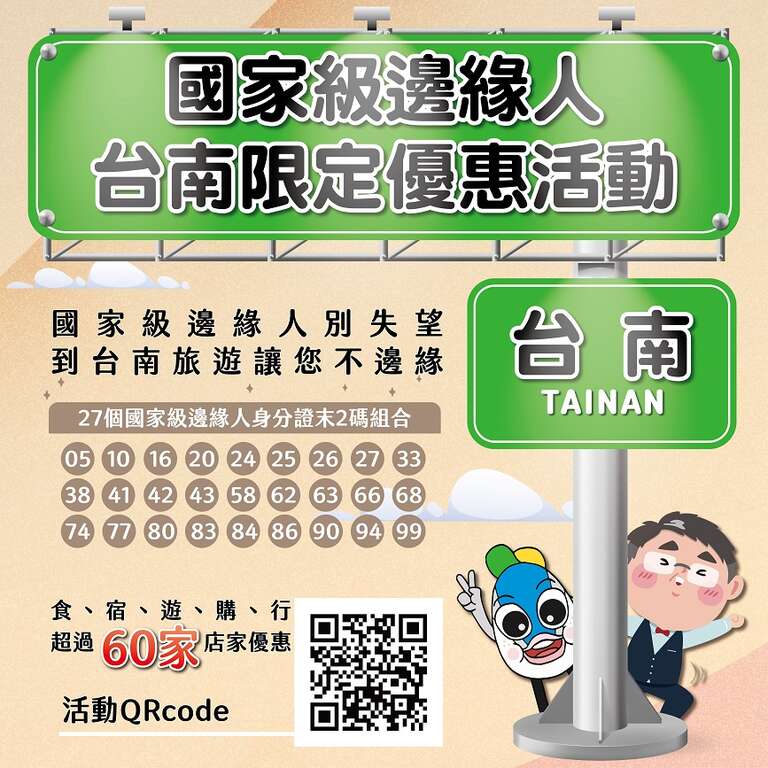 國家級邊緣人
台南限定優惠活動
國家級邊緣人別失望
到台南旅遊讓您不邊緣
台南
TAINAN
27個國家級邊緣人身分證末2碼組合
05 10 16 20 24 25 26 27 33
38 41 42 43 58 62 63 66 68
74 77 80 83 84 86 90 94 99
食、宿、遊、購、行
超過60家店家優惠
活動QRcode